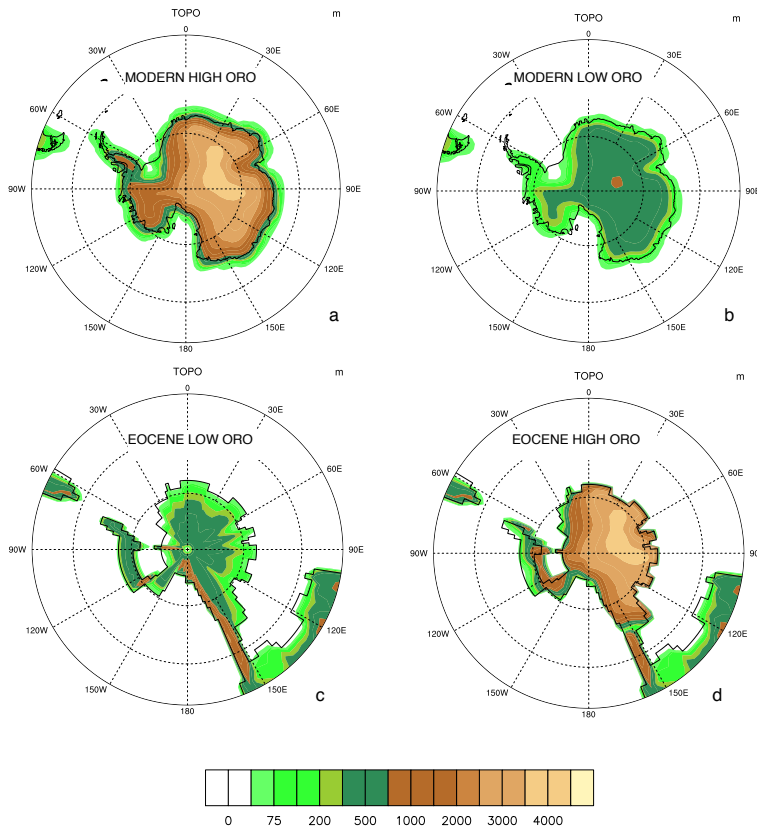 TOPO
m
0
30W
30E
MODERN HIGH ORO
60W
60E
90W
90E
120W
120E
150W
150E
180
a
TOPO
m
0
30W
30E
MODERN LOW ORO
60W
60E
90W
90E
120W
120E
150W
150E
180
b
TOPO
m
0
30W
30E
EOCENE LOW ORO
60W
60E
90W
90E
120W
120E
150W
150E
180
c
TOPO
m
0
30W
30E
EOCENE HIGH ORO
60W
60E
90W
90E
120W
120E
150W
150E
180
d
0 75 200 500 1000 2000 3000 4000